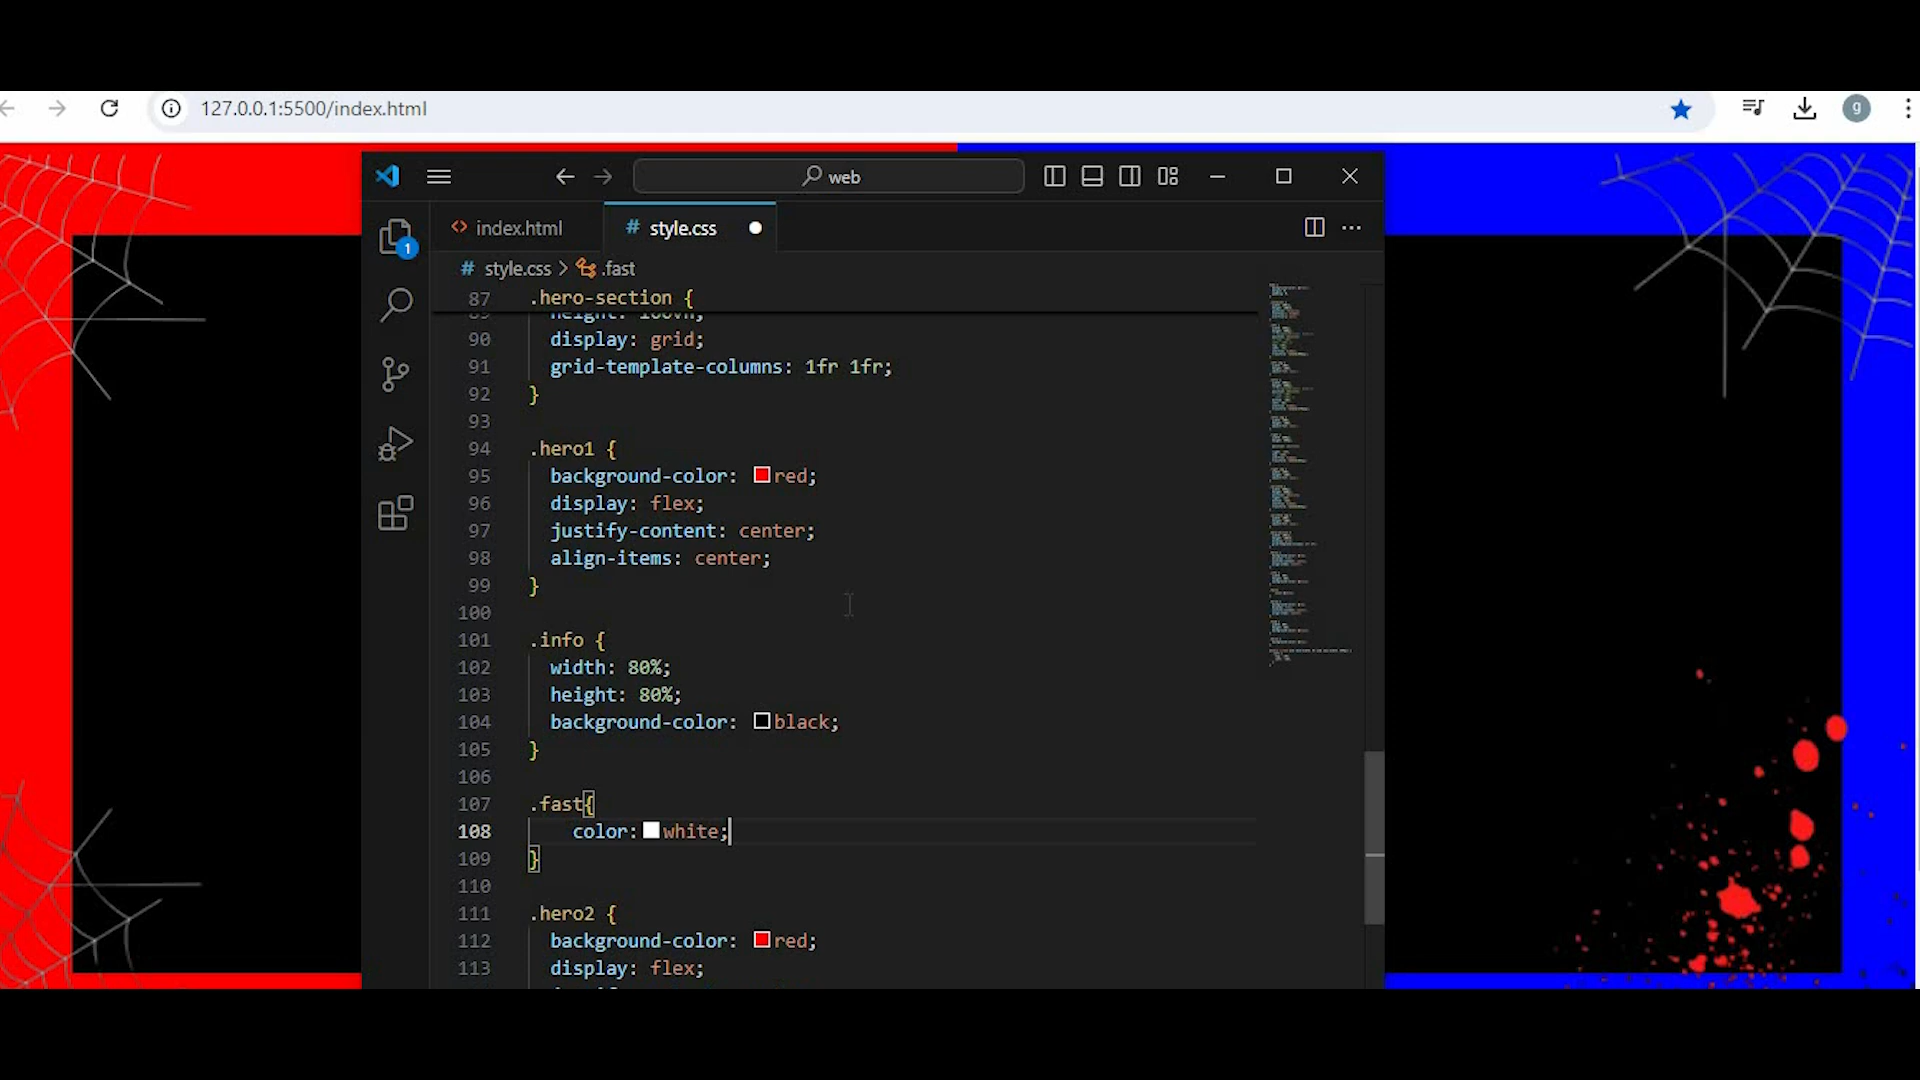 127.0.0.1:5500/index.html
g
web
index.html
style.css
1
style.css > .fast
87 .hero-section {
90 display: grid;
91 grid-template-columns: 1fr 1fr;
92 }
93
94 .hero1 {
95 background-color: red;
96 display: flex;
97 justify-content: center;
98 align-items: center;
99 }
100
101 .info {
102 width: 80%;
103 height: 80%;
104 background-color: black;
105 }
106
107 .fast{
108 color: white;
109 }
110
111 .hero2 {
112 background-color: red;
113 display: flex;